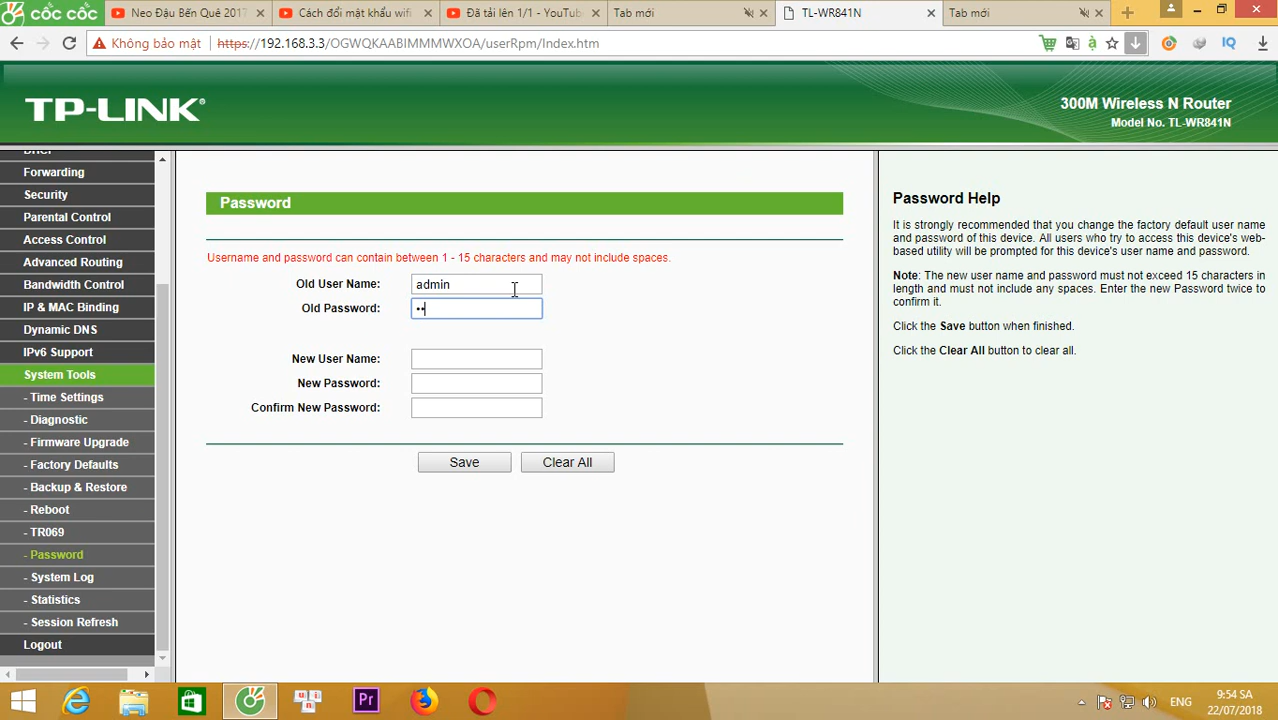 cốc cốc
Neo Đậu Bến Quê 2017
Cách đổi mật khẩu wifi
Đã tải lên 1/1 - YouTube
Tab mới
TL-WR841N
Tab mới
Không bảo mật
https://192.168.3.3/OGWQKAABIMMMWXOA/userRpm/Index.htm
IQ
TP-LINK®
300M Wireless N Router
Model No. TL-WR841N
DHCP
Forwarding
Security
Parental Control
Access Control
Advanced Routing
Bandwidth Control
IP & MAC Binding
Dynamic DNS
IPv6 Support
System Tools
- Time Settings
- Diagnostic
- Firmware Upgrade
- Factory Defaults
- Backup & Restore
- Reboot
- TR069
- Password
- System Log
- Statistics
- Session Refresh
Logout
Password
Username and password can contain between 1 - 15 characters and may not include spaces.
Old User Name: admin
Old Password: ••
New User Name:
New Password:
Confirm New Password:
Save Clear All
Password Help
It is strongly recommended that you change the factory default user name
and password of this device. All users who try to access this device's web-
based utility will be prompted for this device's user name and password.
Note: The new user name and password must not exceed 15 characters in
length and must not include any spaces. Enter the new Password twice to
confirm it.
Click the Save button when finished.
Click the Clear All button to clear all.
Pr
ENG
9:54 SA
22/07/2018